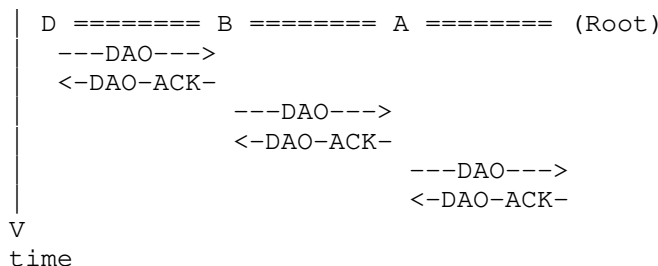 | D ======== B ======== A ======== (Root)
| ---DAO--->
| <-DAO-ACK-
| ---DAO--->
| <-DAO-ACK-
| ---DAO--->
| <-DAO-ACK-
V
time